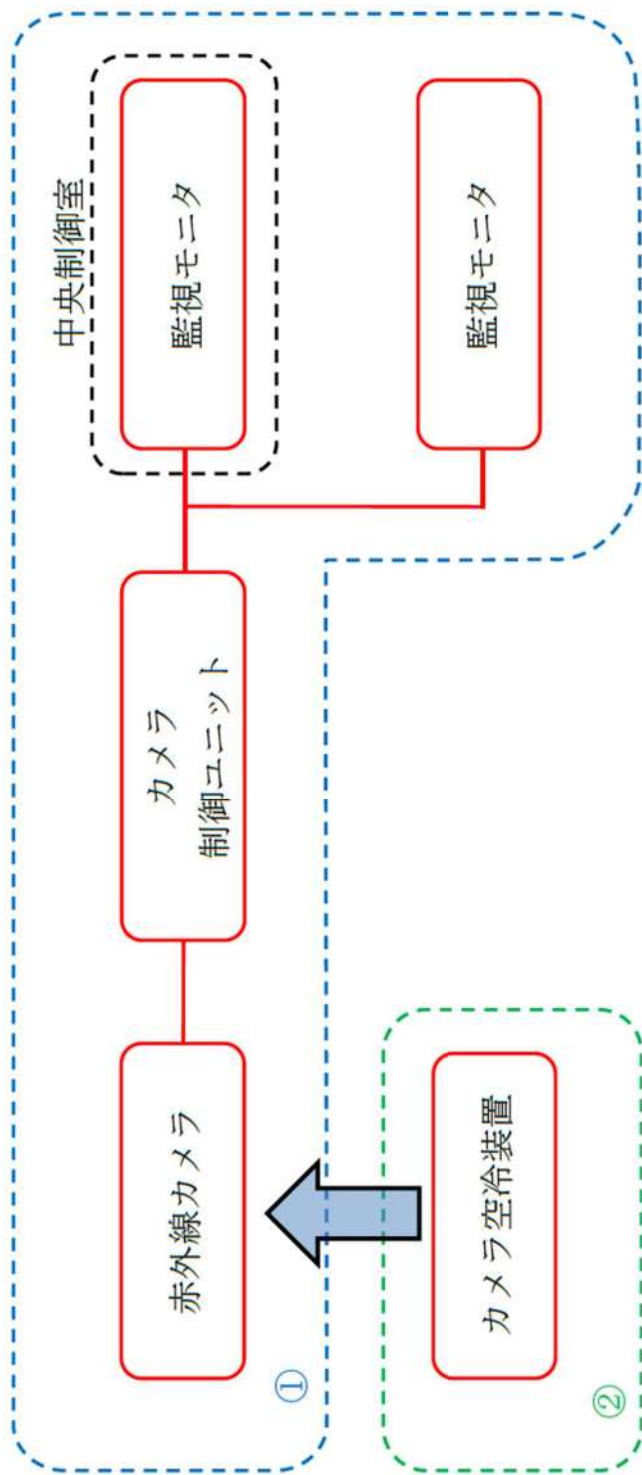 中央制御室
監視モニタ
カメラ
制御ユニット
赤外線カメラ
監視モニタ
カメラ空冷装置
①
②